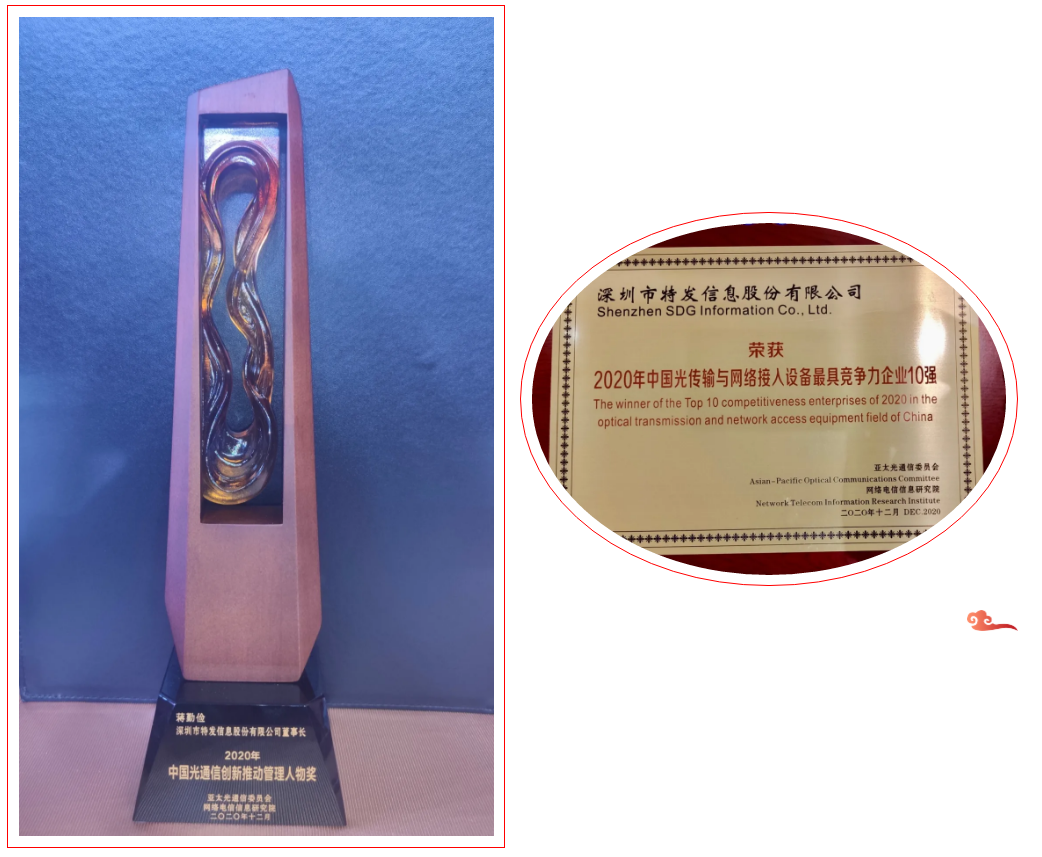 蒋勤俭
深圳市特发信息股份有限公司董事长
2020年
中国光通信创新推动管理人物奖
亚太光通信委员会
网络电信信息研究院
二〇二〇年十二月
深圳市特发信息股份有限公司
Shenzhen SDG Information Co., Ltd.
荣获
2020年中国光传输与网络接入设备最具竞争力企业10强
The winner of the Top 10 competitiveness enterprises of 2020 in the
optical transmission and network access equipment field of China
亚太光通信委员会
Asian-Pacific Optical Communications Committee
网络电信信息研究院
Network Telecom Information Research Institute
二〇二〇年十二月 DEC.2020